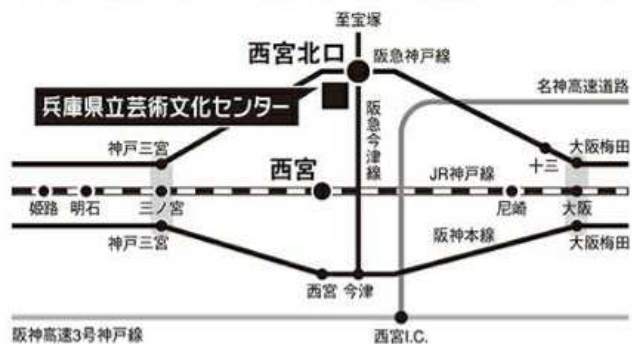 至宝塚
西宮北口
阪急神戸線
名神高速道路
兵庫県立芸術文化センター
阪急今津線
神戸三宮
十三
大阪梅田
西宮
JR神戸線
姫路
明石
三ノ宮
尼崎
大阪
神戸三宮
阪神本線
大阪梅田
西宮
今津
阪神高速3号神戸線
西宮I.C.